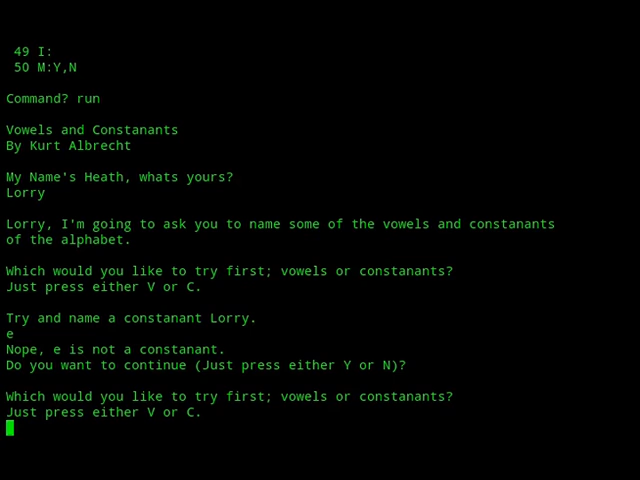 49 I:
50 M:Y,N
Command? run
Vowels and Constanants
By Kurt Albrecht
My Name's Heath, whats yours?
Lorry
Lorry, I'm going to ask you to name some of the vowels and constanants
of the alphabet.
Which would you like to try first; vowels or constanants?
Just press either V or C.
Try and name a constanant Lorry.
e
Nope, e is not a constanant.
Do you want to continue (Just press either Y or N)?
Which would you like to try first; vowels or constanants?
Just press either V or C.